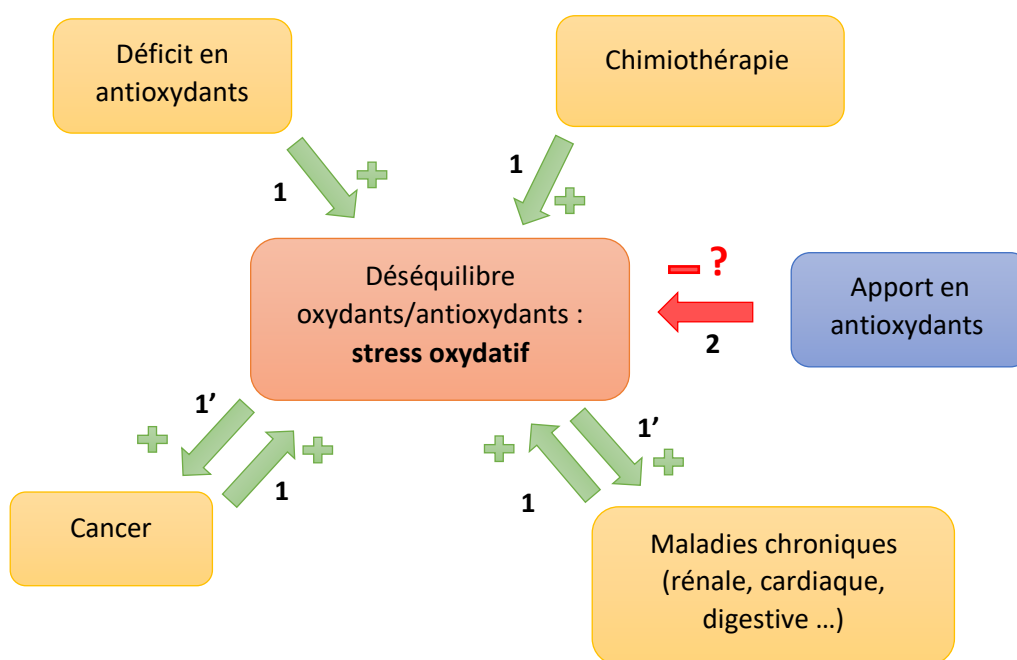 Déficit en
antioxydants
Chimiothérapie
1
1
Déséquilibre
oxydants/antioxydants :
stress oxydatif
?
2
Apport en
antioxydants
1’
1
1’
1
Cancer
Maladies chroniques
(rénale, cardiaque,
digestive …)